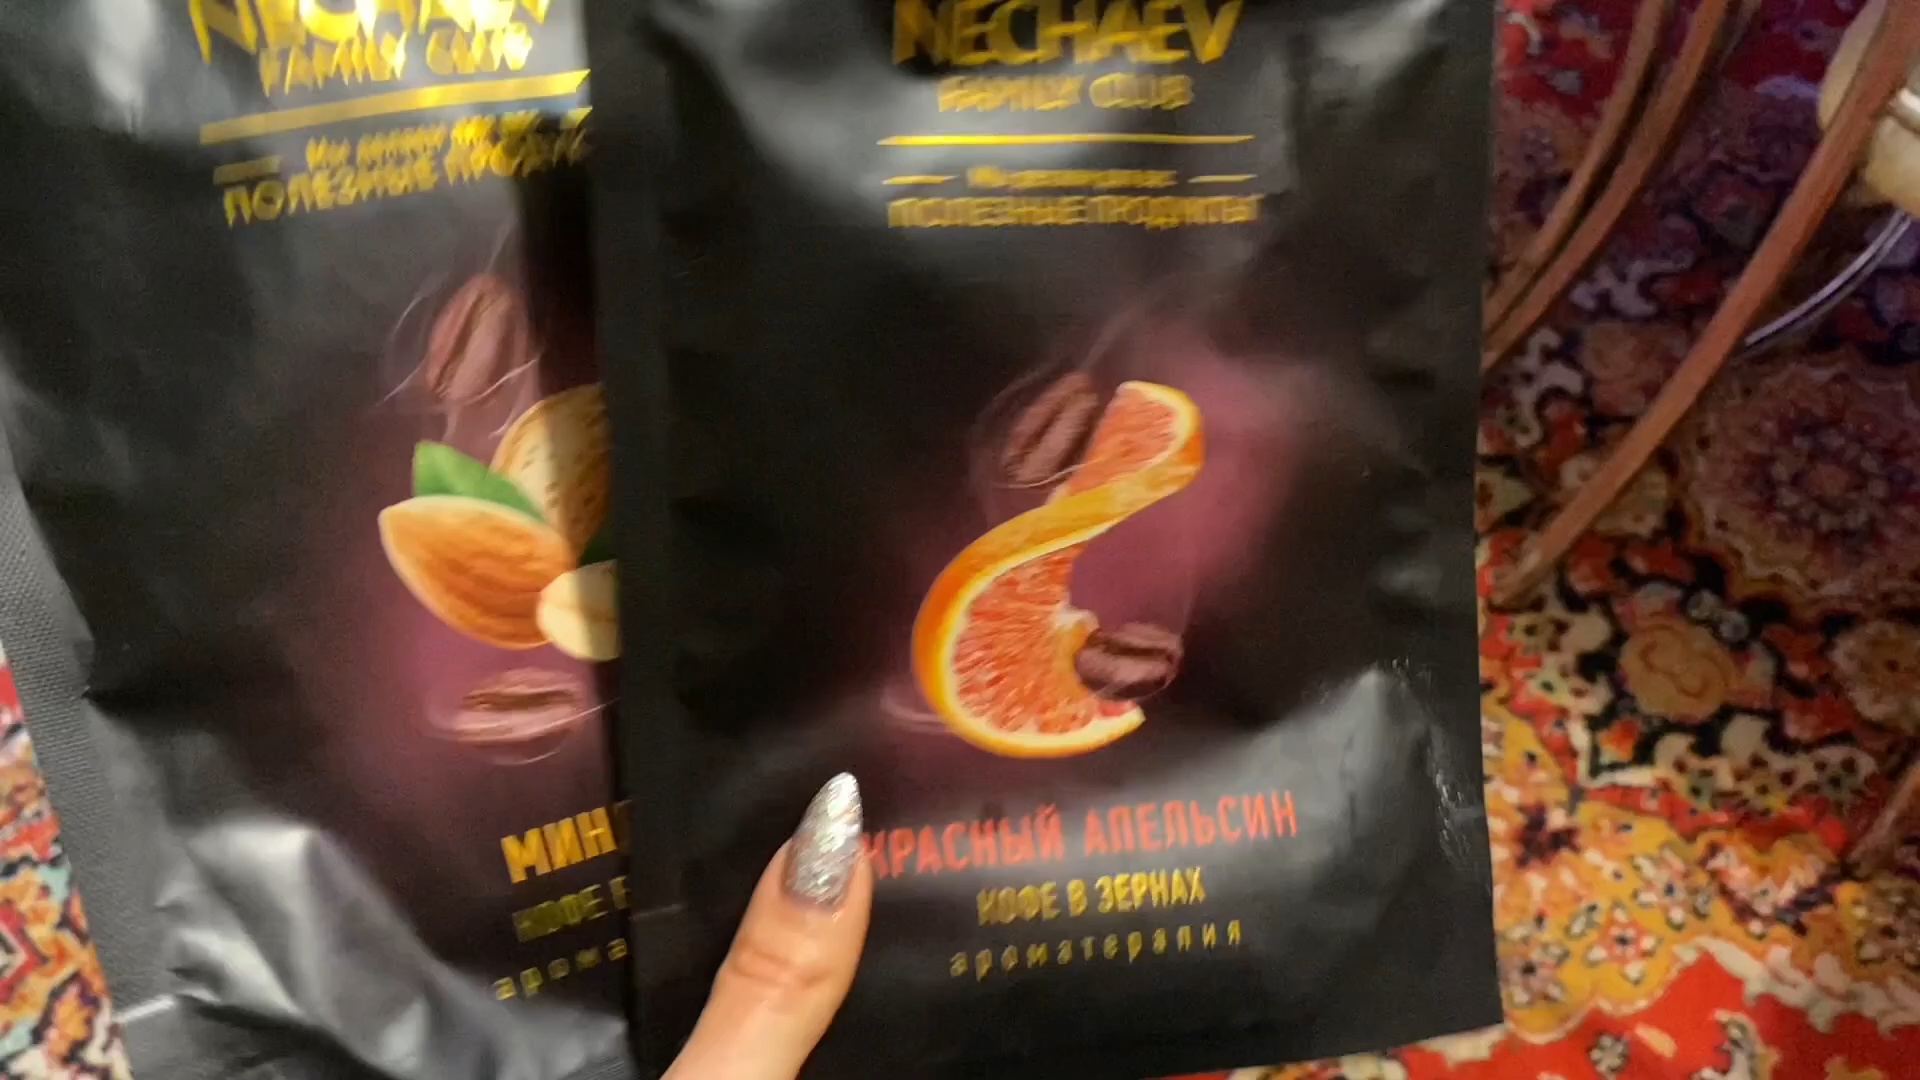 NECHAEV
FAMILY CLUB
ПОЛЕЗНЫЕ
МИН
КОФЕ
арома
NECHAEV
FAMILY CLUB
ПОЛЕЗНЫЕ ПРОДУКТЫ
КРАСНЫЙ АПЕЛЬСИН
КОФЕ В ЗЕРНАХ
ароматерапия